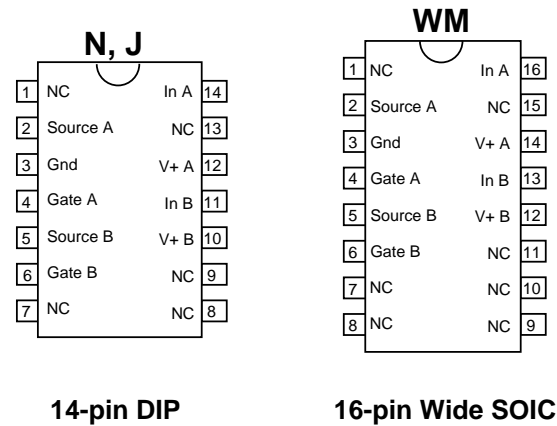 N, J
1 NC In A 14
2 Source A NC 13
3 Gnd V+ A 12
4 Gate A In B 11
5 Source B V+ B 10
6 Gate B NC 9
7 NC NC 8
14-pin DIP
WM
1 NC In A 16
2 Source A NC 15
3 Gnd V+ A 14
4 Gate A In B 13
5 Source B V+ B 12
6 Gate B NC 11
7 NC NC 10
8 NC NC 9
16-pin Wide SOIC